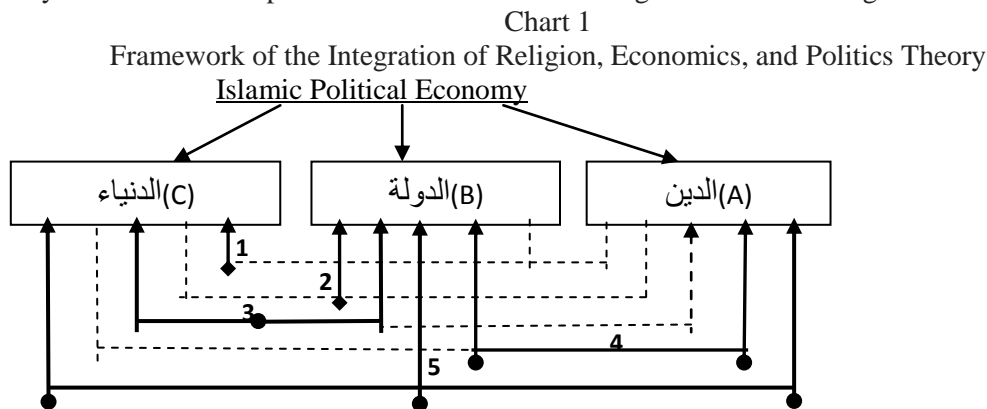 Chart 1
Framework of the Integration of Religion, Economics, and Politics Theory
Islamic Political Economy
(C)الدنياء
(B)الدولة
(A)الدين
1
2
3
4
5